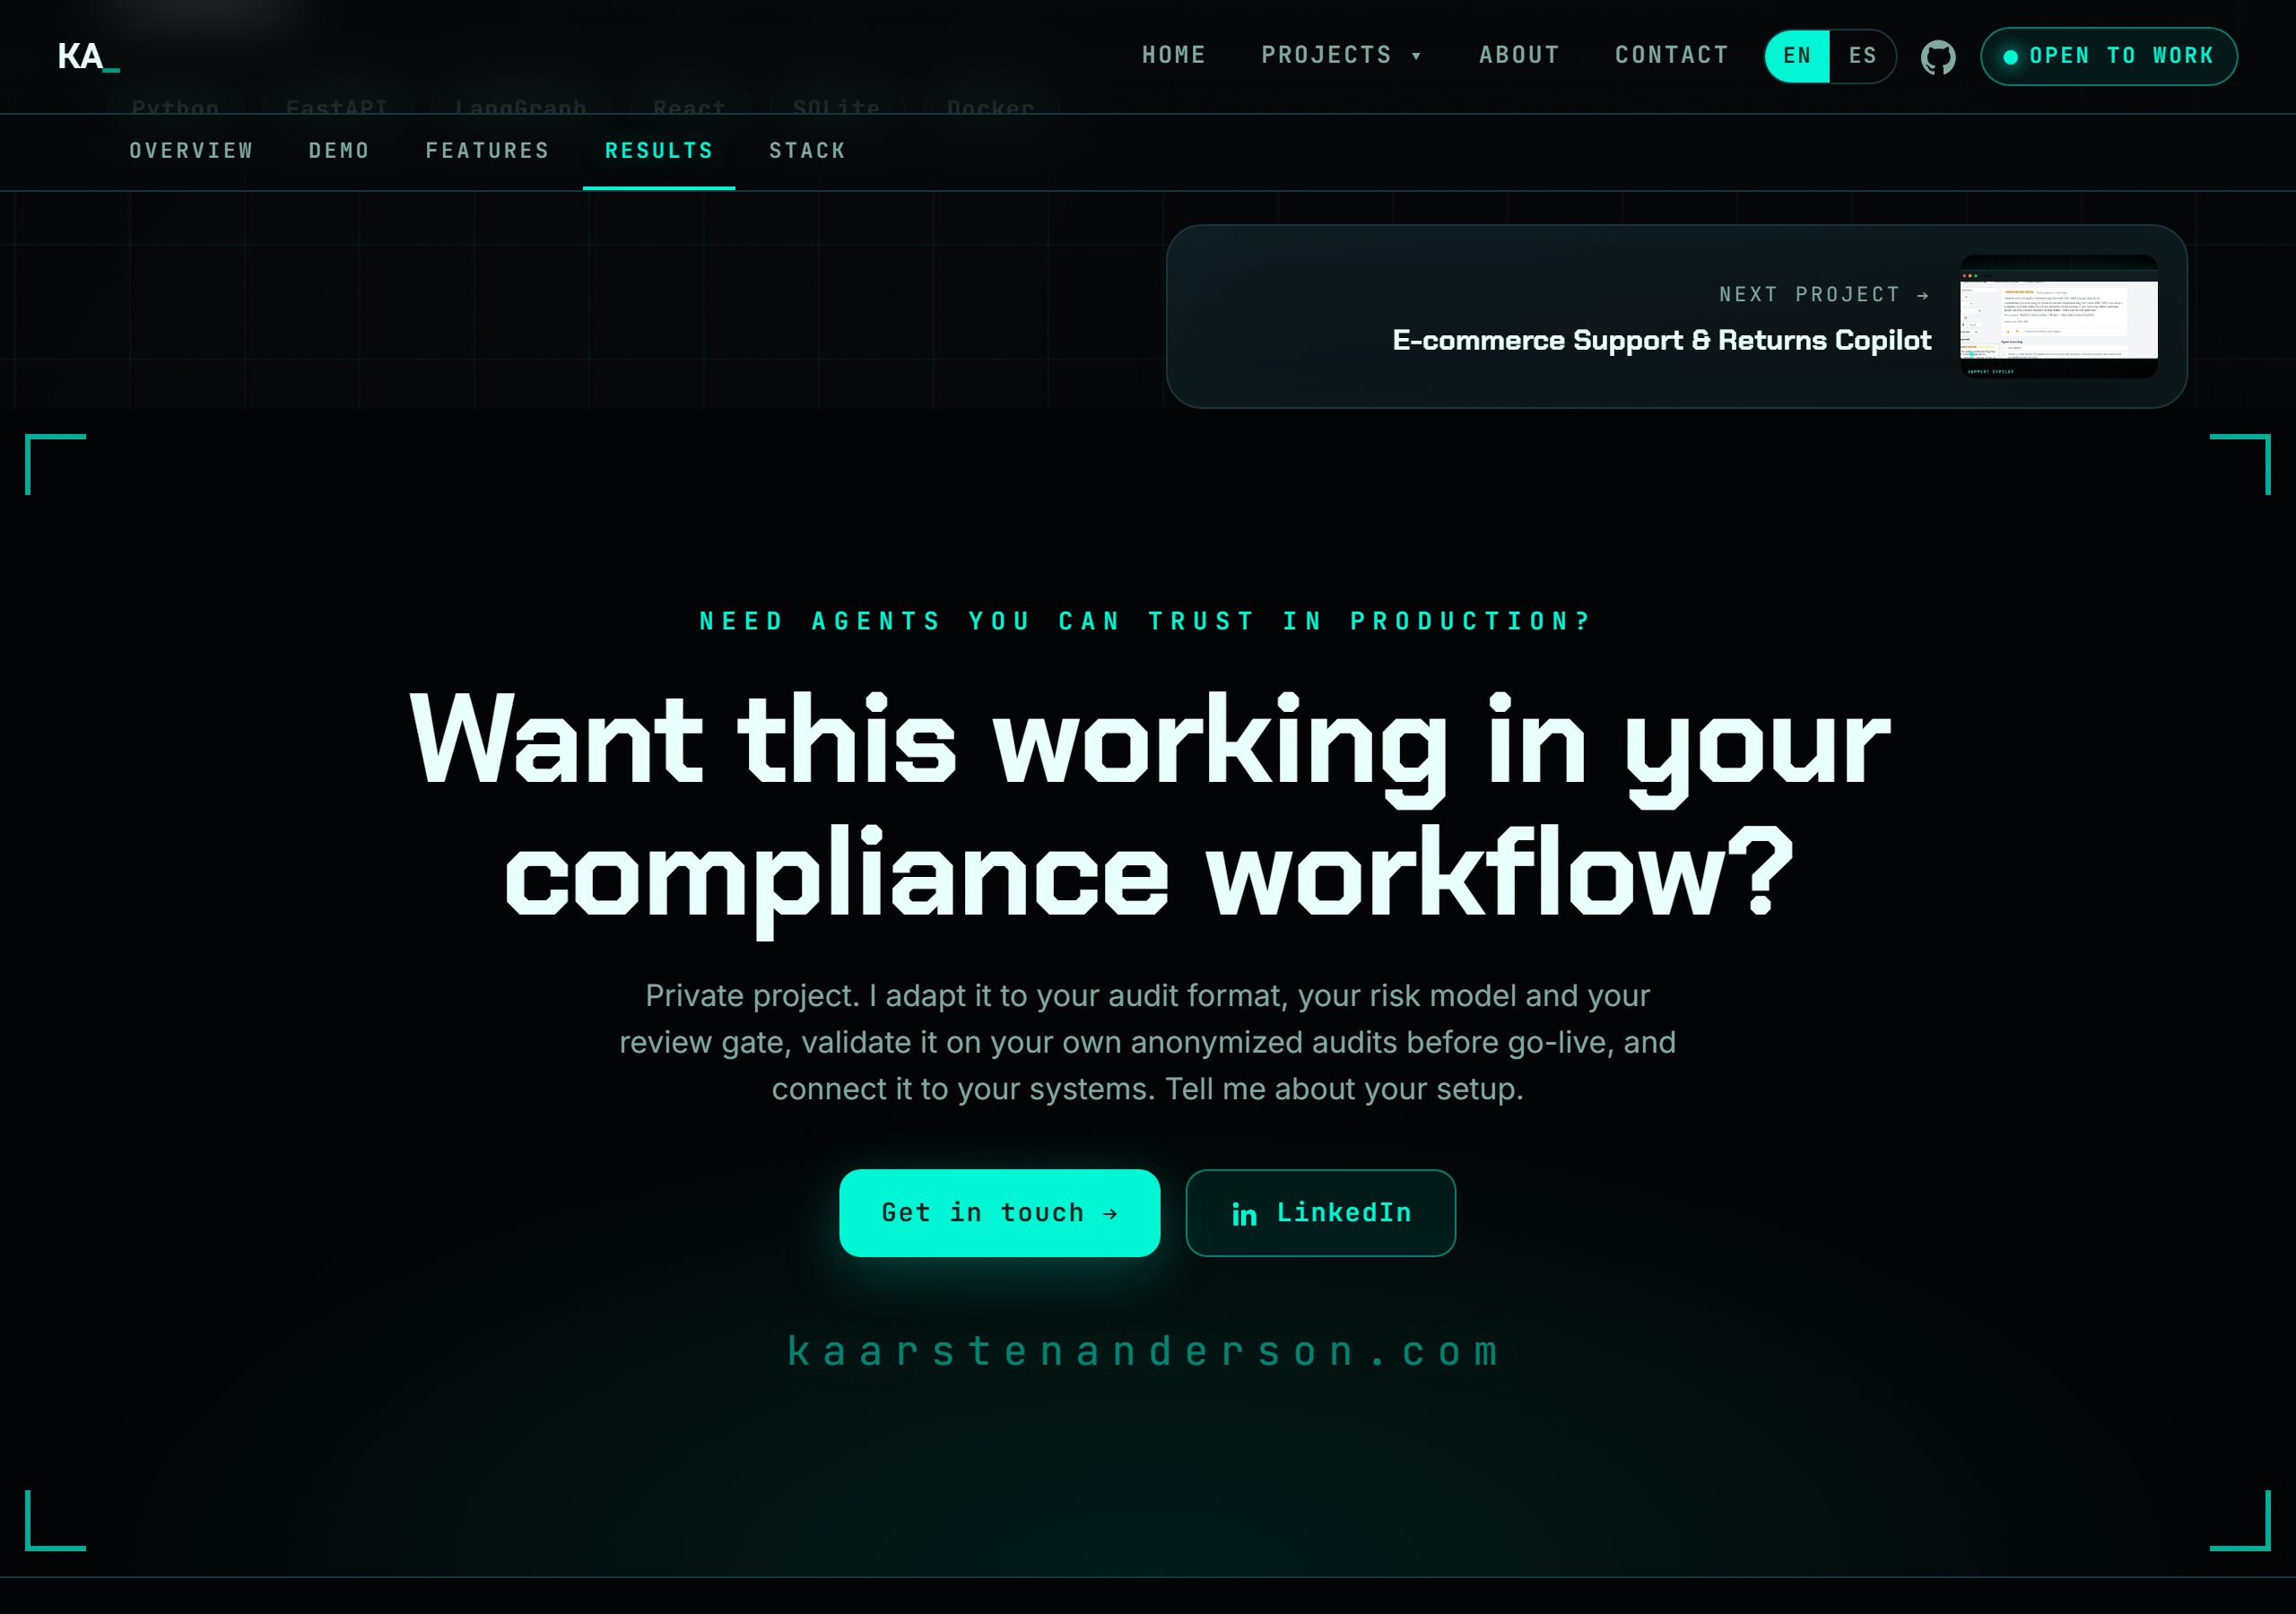 KA_
HOME PROJECTS ▾ ABOUT CONTACT EN ES OPEN TO WORK
Python FastAPI LangGraph React SQLite Docker
OVERVIEW DEMO FEATURES RESULTS STACK
NEXT PROJECT →
E-commerce Support & Returns Copilot
SUPPORT COPILOT
NEED AGENTS YOU CAN TRUST IN PRODUCTION?
Want this working in your
compliance workflow?
Private project. I adapt it to your audit format, your risk model and your
review gate, validate it on your own anonymized audits before go-live, and
connect it to your systems. Tell me about your setup.
Get in touch →
in LinkedIn
kaarstenanderson.com